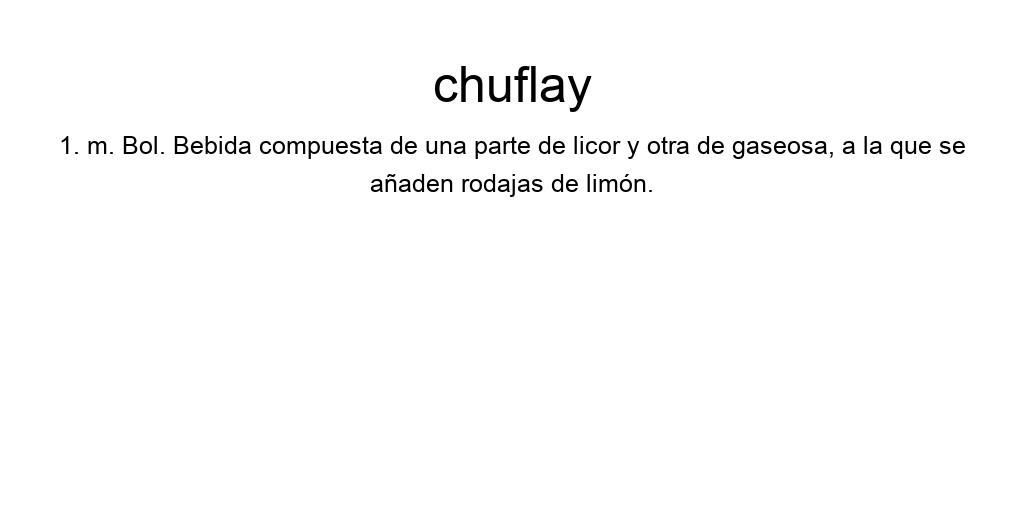 chuflay
1. m. Bol. Bebida compuesta de una parte de licor y otra de gaseosa, a la que se
añaden rodajas de limón.